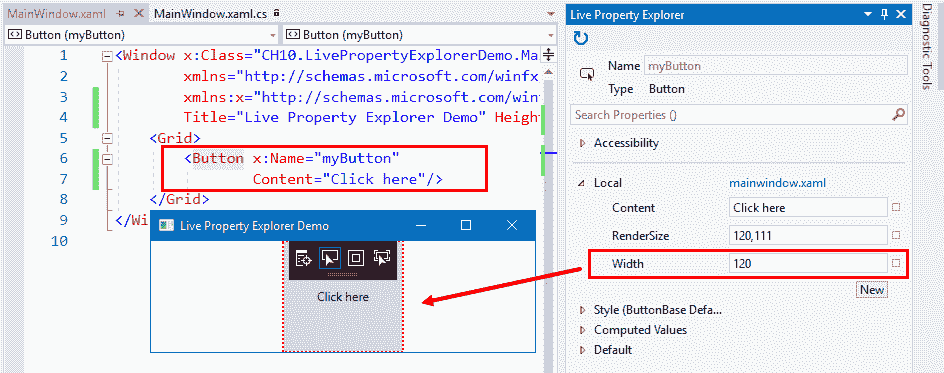 MainWindow.xaml MainWindow.xaml.cs
Button (myButton) Button (myButton)
1 <Window x:Class="CH10.LivePropertyExplorerDemo.Ma
2 xmlns="http://schemas.microsoft.com/winfx
3 xmlns:x="http://schemas.microsoft.com/winf
4 Title="Live Property Explorer Demo" Heigh
5 <Grid>
6 <Button x:Name="myButton"
7 Content="Click here"/>
8 </Grid>
9 </Wi
10
Live Property Explorer Demo
Click here
Live Property Explorer
Name myButton
Type Button
Search Properties ()
Accessibility
Local mainwindow.xaml
Content Click here
RenderSize 120,111
Width 120
New
Style (ButtonBase Defa...
Computed Values
Default
Diagnostic Tools